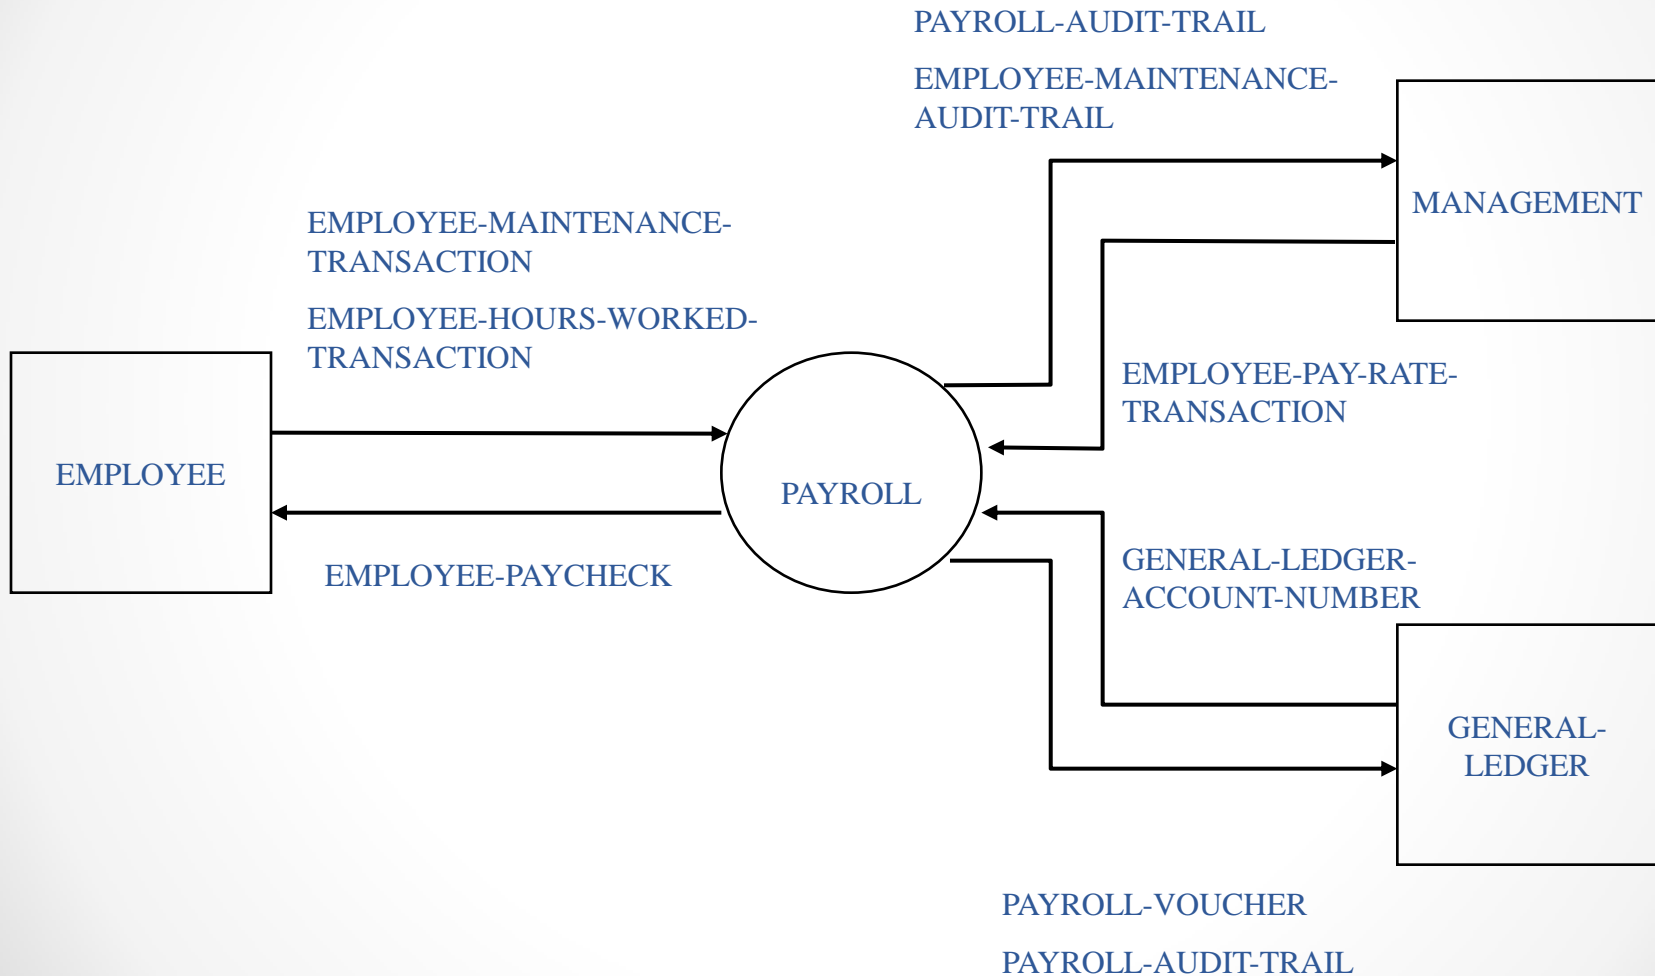 PAYROLL-AUDIT-TRAIL
EMPLOYEE-MAINTENANCE-
AUDIT-TRAIL
MANAGEMENT
EMPLOYEE-MAINTENANCE-
TRANSACTION
EMPLOYEE-HOURS-WORKED-
TRANSACTION
EMPLOYEE-PAY-RATE-
TRANSACTION
EMPLOYEE
PAYROLL
EMPLOYEE-PAYCHECK
GENERAL-LEDGER-
ACCOUNT-NUMBER
GENERAL-
LEDGER
PAYROLL-VOUCHER
PAYROLL-AUDIT-TRAIL